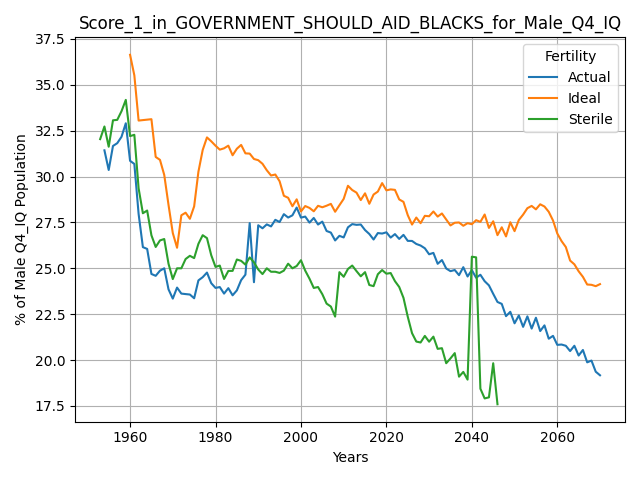 Score_1_in_GOVERNMENT_SHOULD_AID_BLACKS_for_Male_Q4_IQ
% of Male Q4_IQ Population
37.5
35.0
32.5
30.0
27.5
25.0
22.5
20.0
17.5
Fertility
Actual
Ideal
Sterile
1960
1980
2000
2020
2040
2060
Years